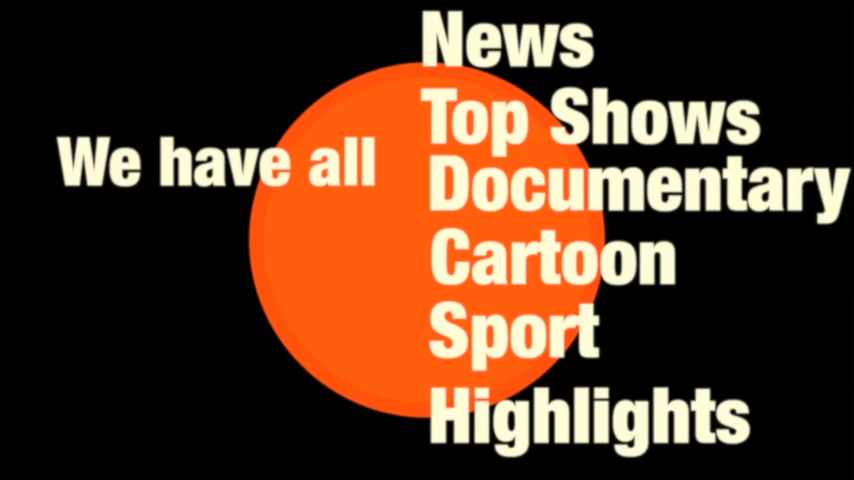 We have all
News
Top Shows
Documentary
Cartoon
Sport
Highlights